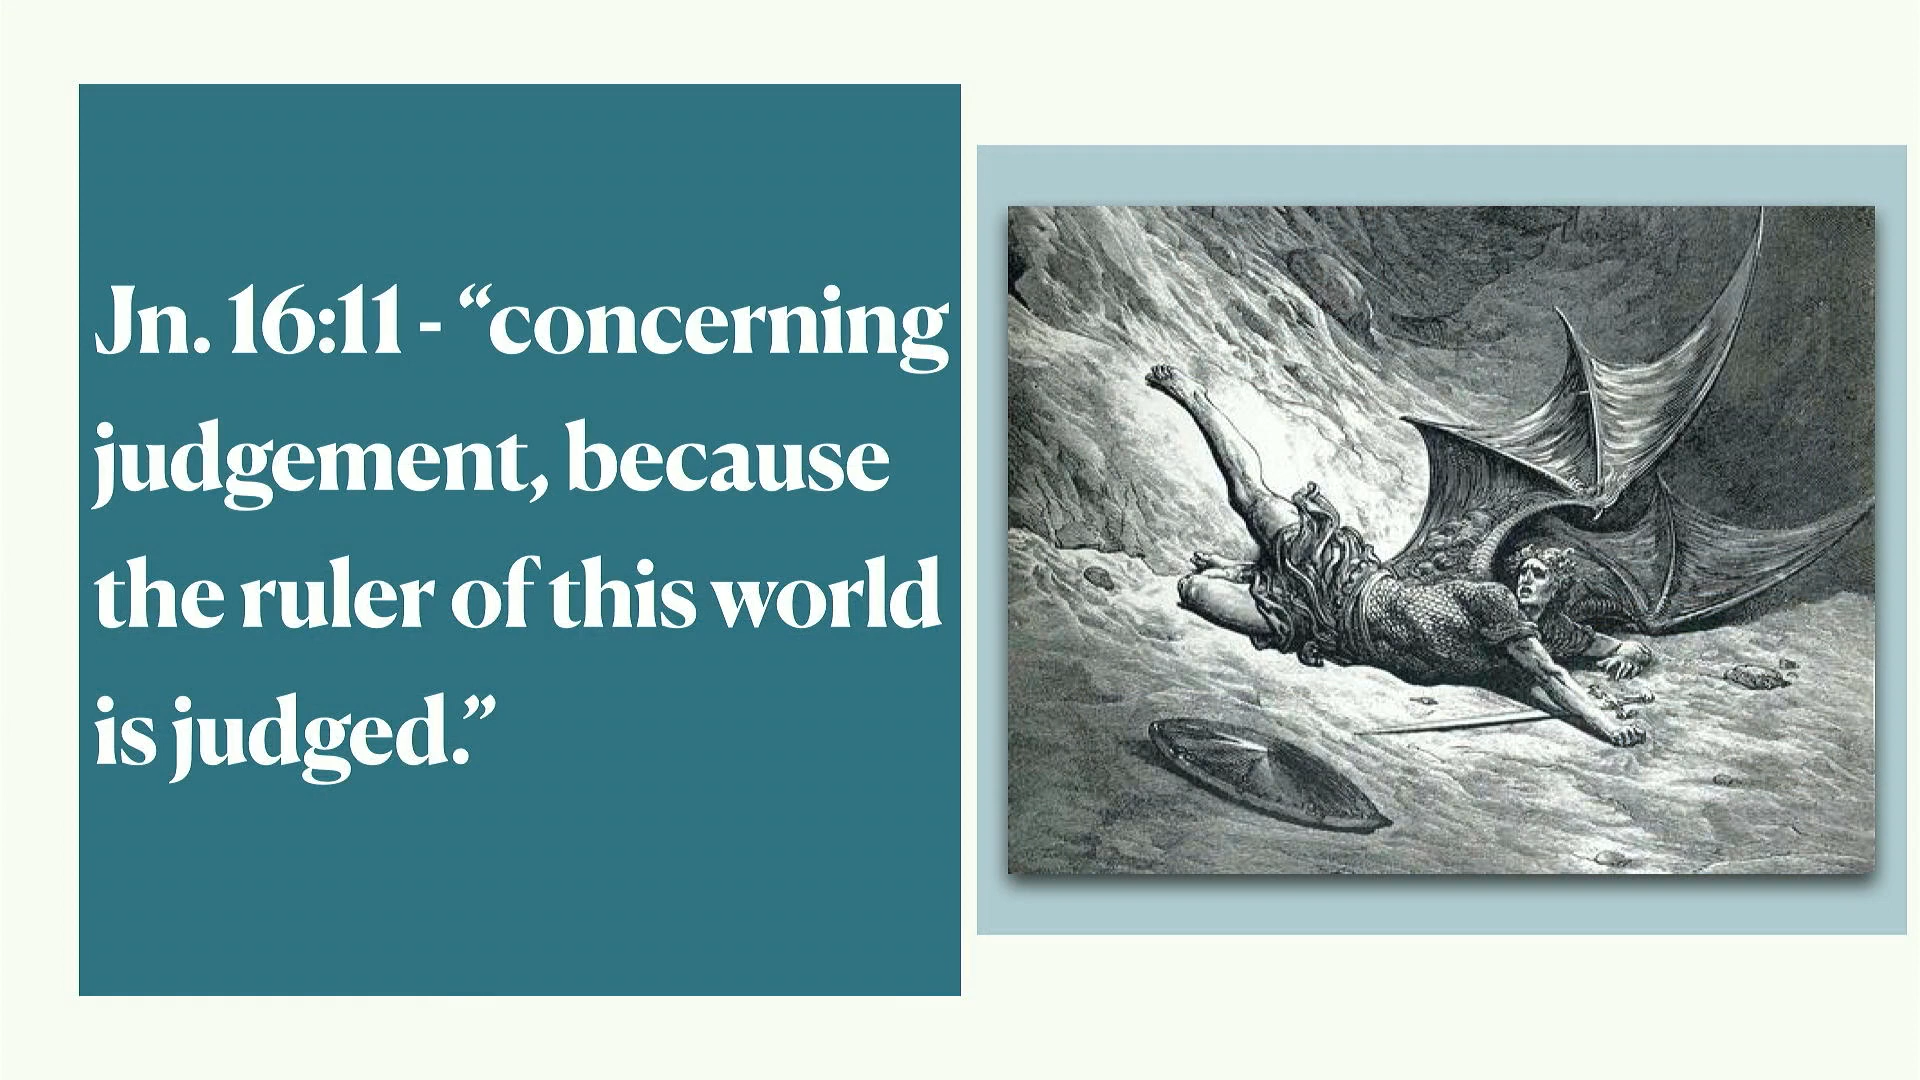 Jn. 16:11 - “concerning
judgement, because
the ruler of this world
is judged.”